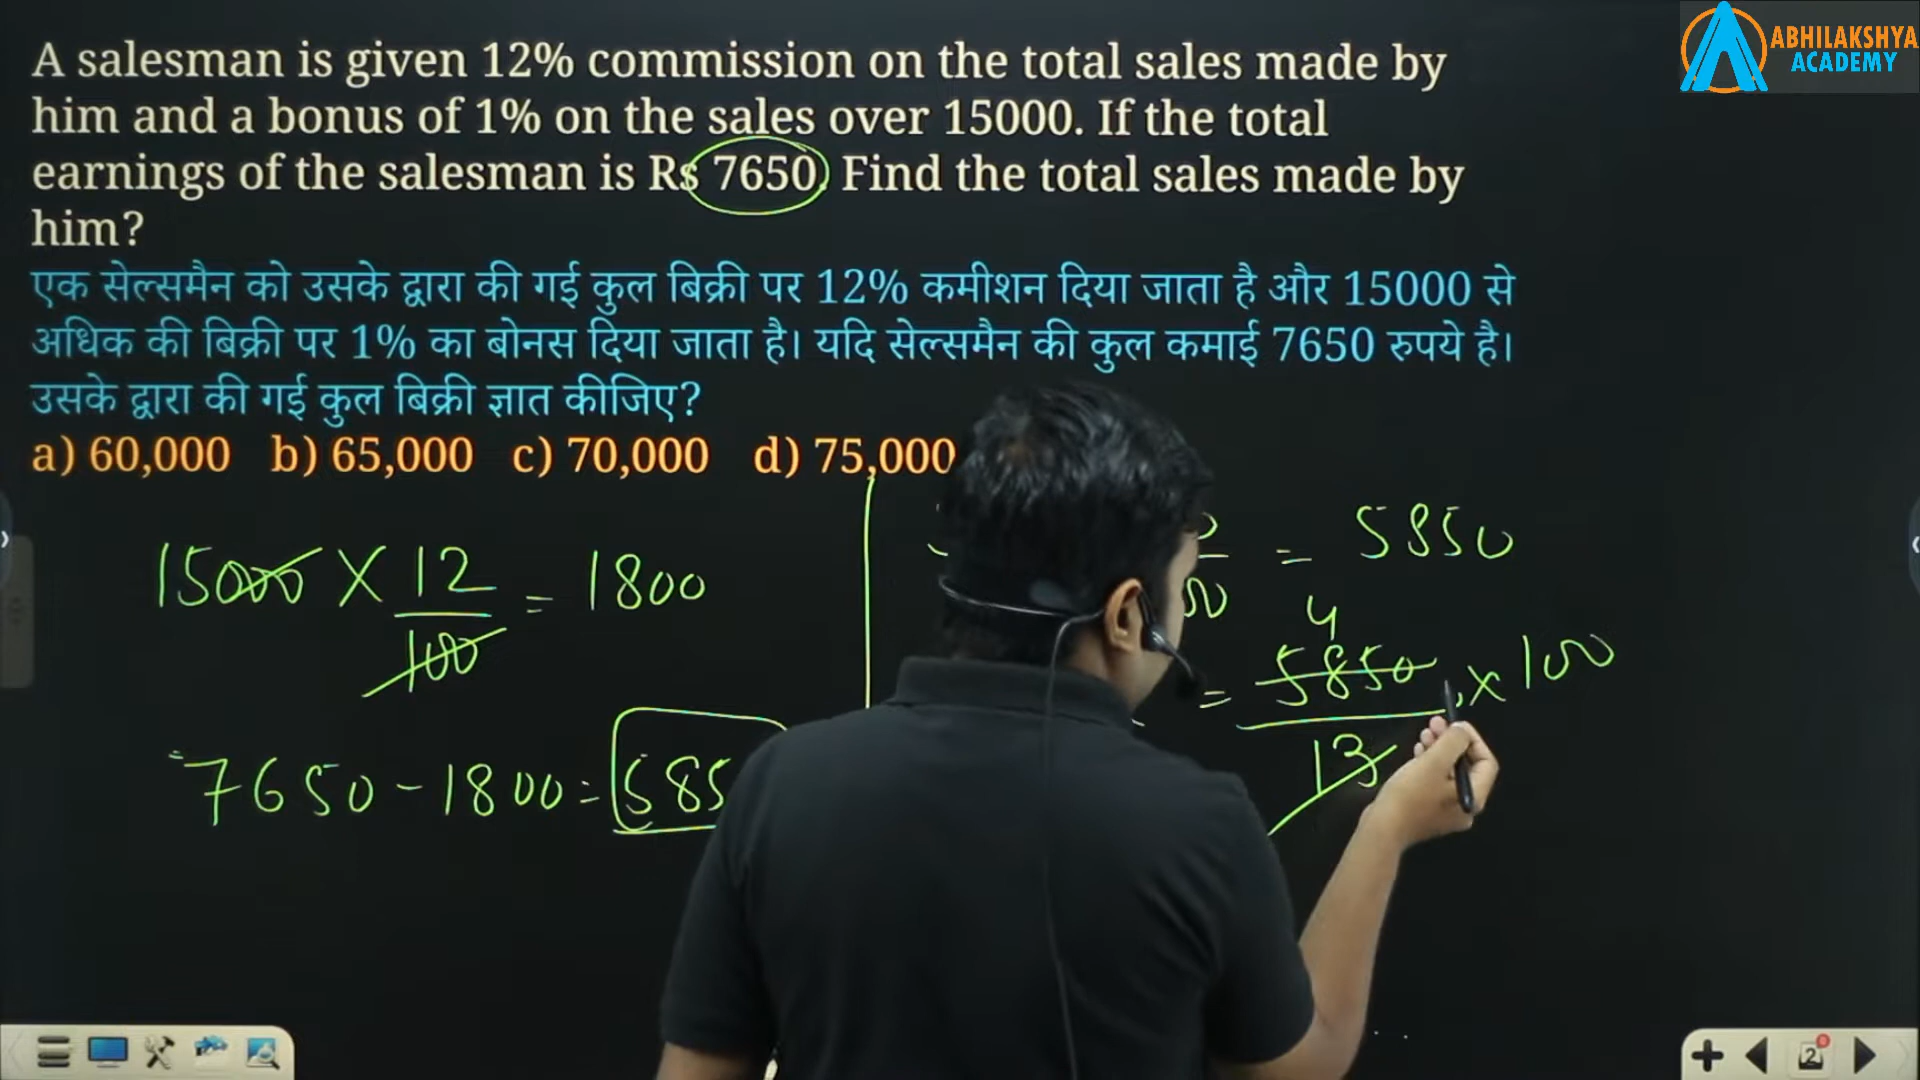 ABHILAKSHYA
ACADEMY
A salesman is given 12% commission on the total sales made by
him and a bonus of 1% on the sales over 15000. If the total
earnings of the salesman is Rs 7650. Find the total sales made by
him?
एक सेल्समैन को उसके द्वारा की गई कुल बिक्री पर 12% कमीशन दिया जाता है और 15000 से
अधिक की बिक्री पर 1% का बोनस दिया जाता है। यदि सेल्समैन की कुल कमाई 7650 रुपये है।
उसके द्वारा की गई कुल बिक्री ज्ञात कीजिए?
a) 60,000 b) 65,000 c) 70,000 d) 75,000
15000 X 12
100
= 1800
7650 - 1800 = 585
= 5850
4
= 5850 x 100
13
2